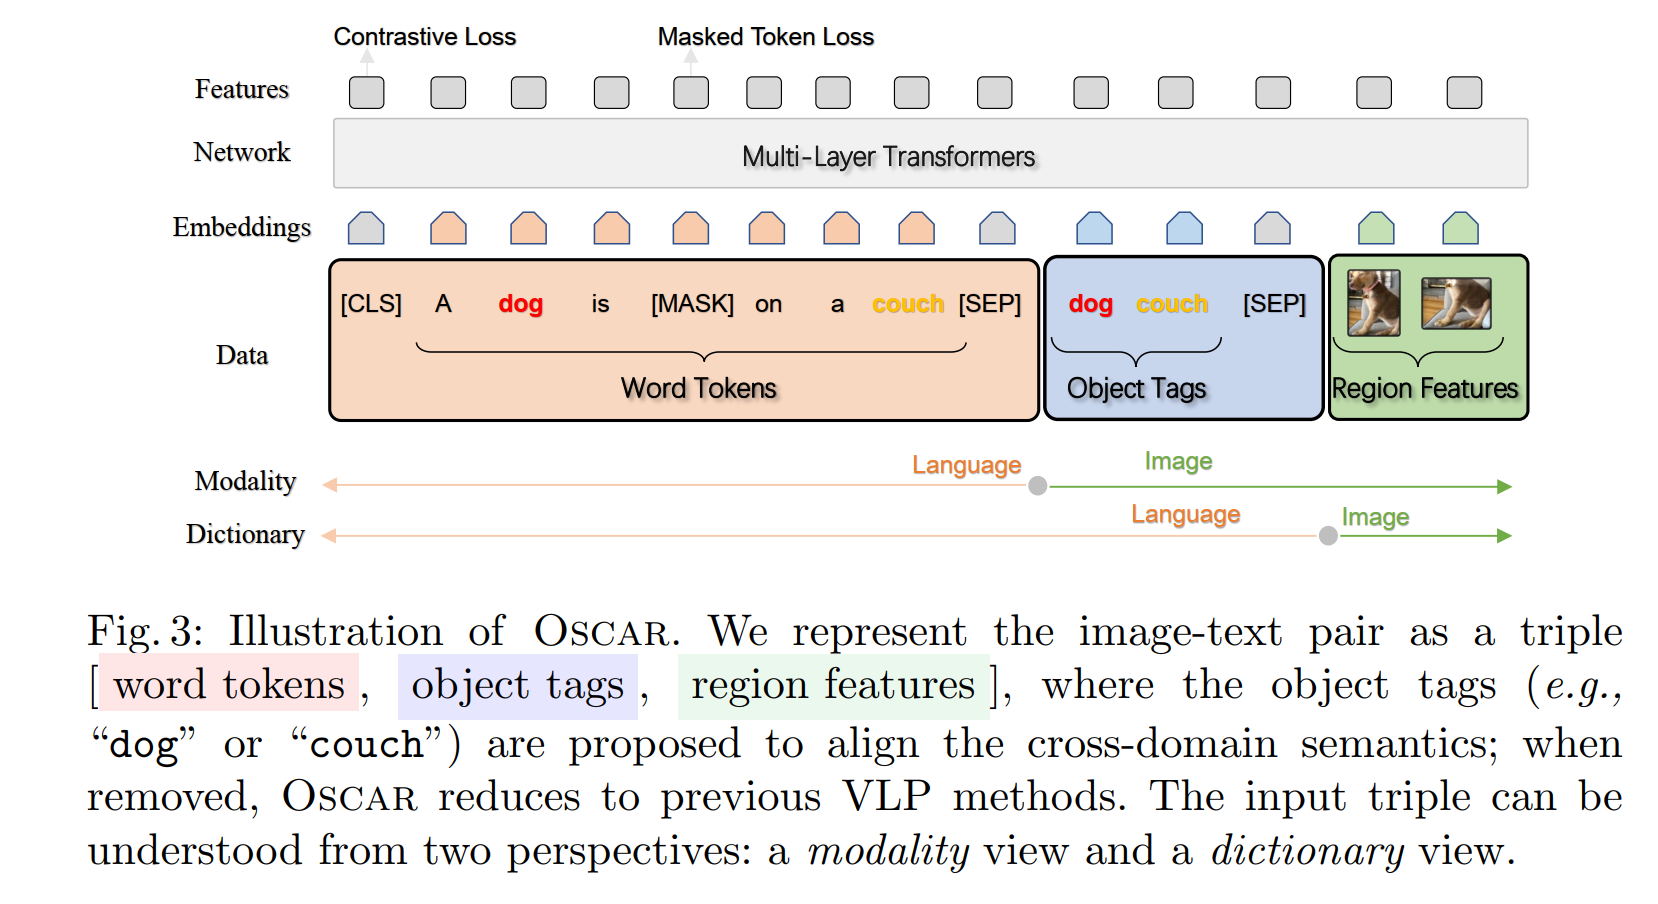 Contrastive Loss Masked Token Loss
Features
Network Multi-Layer Transformers
Embeddings
Data [CLS] A dog is [MASK] on a couch [SEP] dog couch [SEP]
Word Tokens Object Tags Region Features
Modality Language Image
Dictionary Language Image
Fig. 3: Illustration of OSCAR. We represent the image-text pair as a triple
[ word tokens , object tags , region features ], where the object tags (e.g.,
“dog” or “couch”) are proposed to align the cross-domain semantics; when
removed, OSCAR reduces to previous VLP methods. The input triple can be
understood from two perspectives: a modality view and a dictionary view.